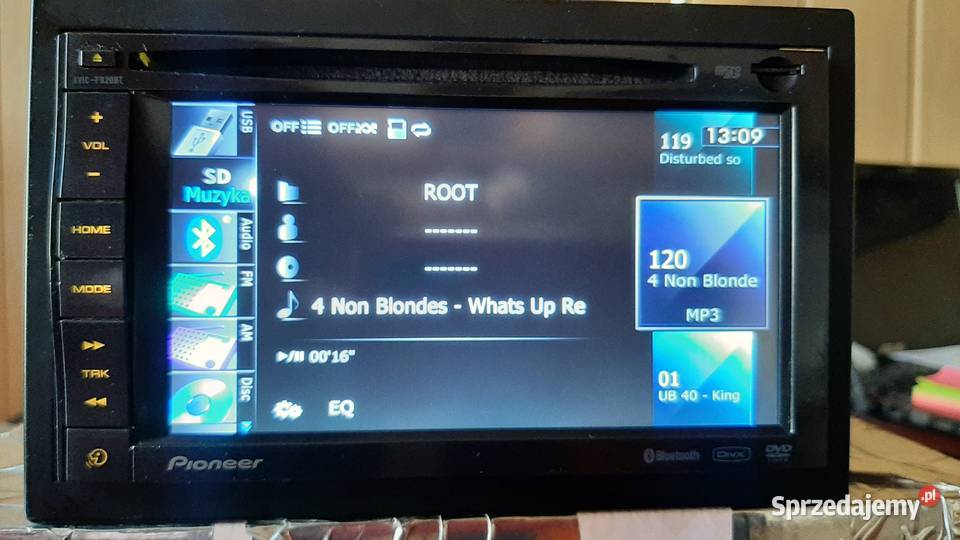 AVIC-F920BT
microSD
+
VOL
−
HOME
MODE
TRK
USB
SD
Muzyka
Audio
FM
AM
Disc
OFF OFF
ROOT
-------
-------
4 Non Blondes - Whats Up Re
00'16"
EQ
119
13:09
Disturbed so
120
4 Non Blonde
MP3
01
UB 40 - King
Pioneer
Bluetooth
DivX
DVD
Sprzedajemy.pl